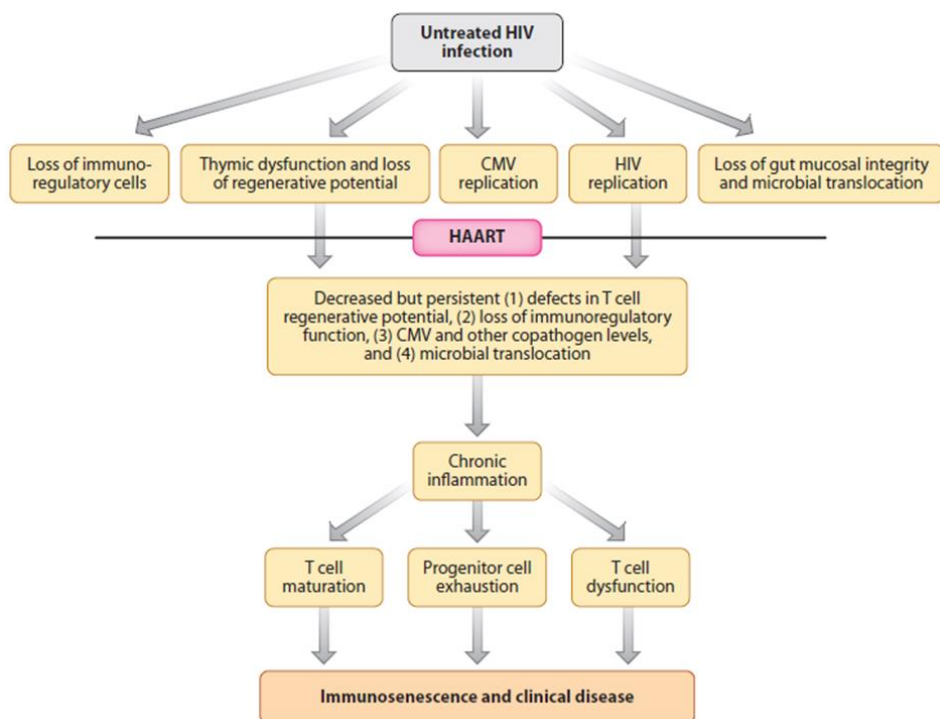 Untreated HIV
infection
Loss of immuno-
regulatory cells
Thymic dysfunction and loss
of regenerative potential
CMV
replication
HIV
replication
Loss of gut mucosal integrity
and microbial translocation
HAART
Decreased but persistent (1) defects in T cell
regenerative potential, (2) loss of immunoregulatory
function, (3) CMV and other copathogen levels,
and (4) microbial translocation
Chronic
inflammation
T cell
maturation
Progenitor cell
exhaustion
T cell
dysfunction
Immunosenescence and clinical disease